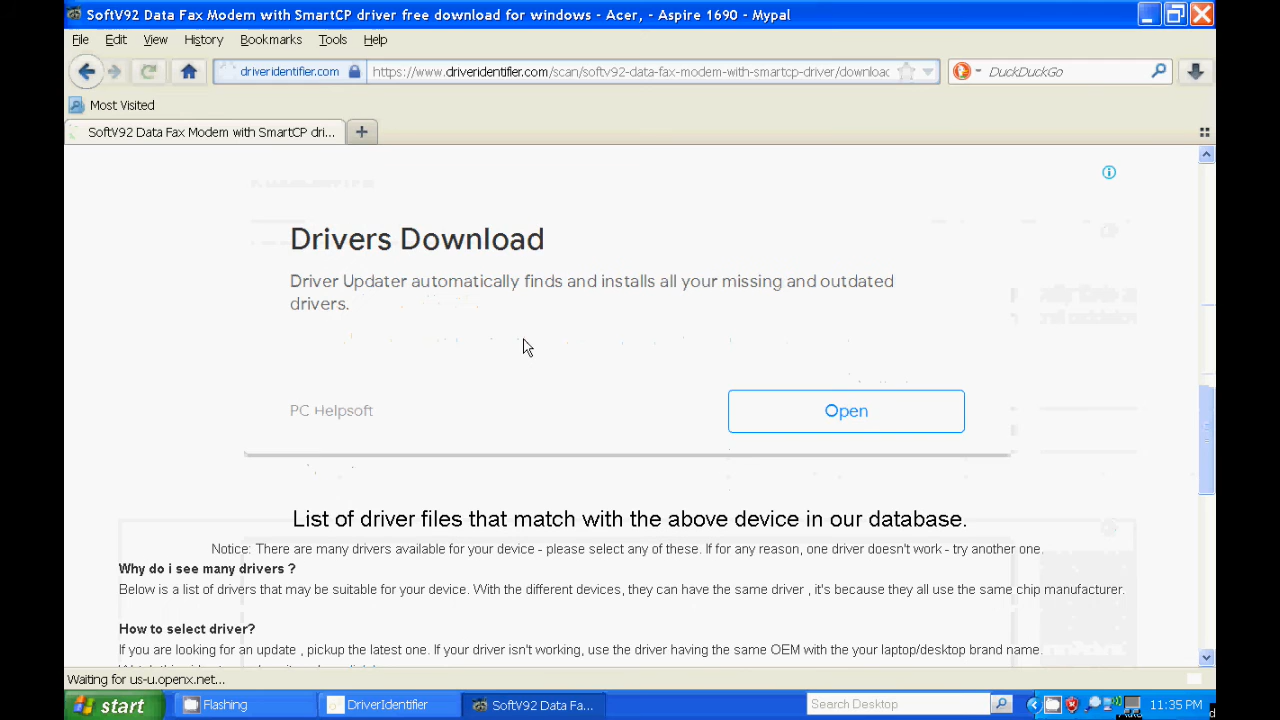 SoftV92 Data Fax Modem with SmartCP driver free download for windows - Acer, - Aspire 1690 - Mypal
File Edit View History Bookmarks Tools Help
driveridentifier.com https://www.driveridentifier.com/scan/softv92-data-fax-modem-with-smartcp-driver/downloac DuckDuckGo
Most Visited
SoftV92 Data Fax Modem with SmartCP dri...
Drivers Download
Driver Updater automatically finds and installs all your missing and outdated
drivers.
PC Helpsoft Open
List of driver files that match with the above device in our database.
Notice: There are many drivers available for your device - please select any of these. If for any reason, one driver doesn't work - try another one.
Why do i see many drivers ?
Below is a list of drivers that may be suitable for your device. With the different devices, they can have the same driver , it's because they all use the same chip manufacturer.
How to select driver?
If you are looking for an update , pickup the latest one. If your driver isn't working, use the driver having the same OEM with the your laptop/desktop brand name.
Waiting for us-u.openx.net...
start Flashing DriverIdentifier SoftV92 Data Fa... Search Desktop 11:35 PM